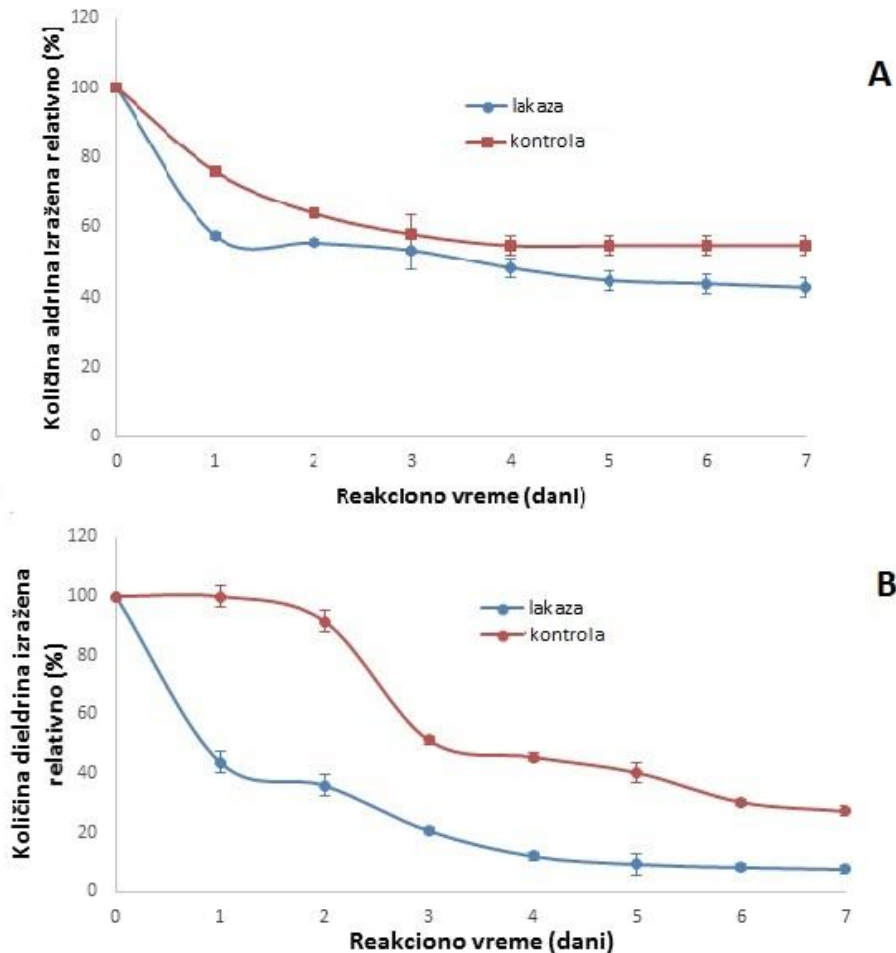 120
100
80
60
40
20
0
Količina aldrina izražena relativno (%)
lakaza
kontrola
A
0 1 2 3 4 5 6 7
Reakciono vreme (dani)
120
100
80
60
40
20
0
Količina dieldrina izražena
relativno (%)
lakaza
kontrola
B
0 1 2 3 4 5 6 7
Reakciono vreme (dani)